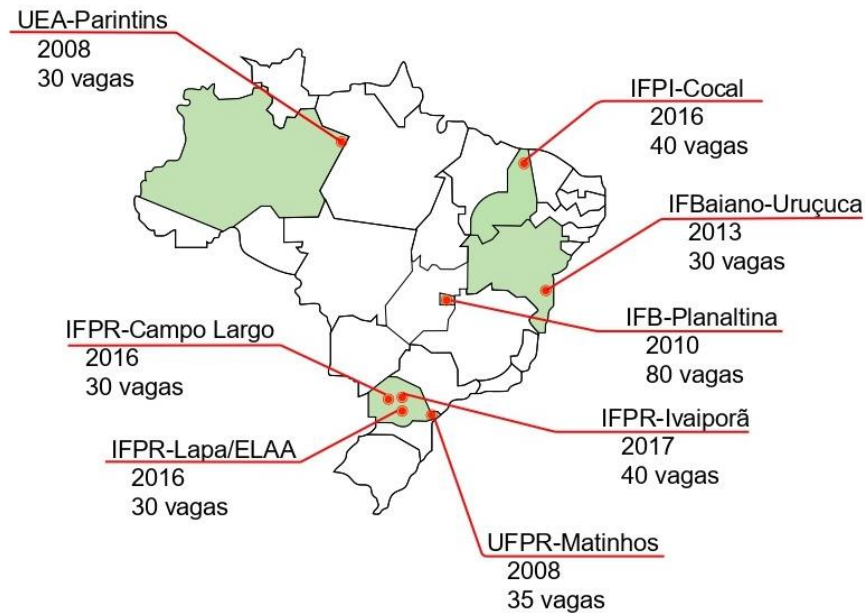 UEA-Parintins
2008
30 vagas
IFPI-Cocal
2016
40 vagas
IFBaiano-Uruçuca
2013
30 vagas
IFB-Planaltina
2010
80 vagas
IFPR-Campo Largo
2016
30 vagas
IFPR-Ivaiporã
2017
40 vagas
IFPR-Lapa/ELAA
2016
30 vagas
UFPR-Matinhos
2008
35 vagas